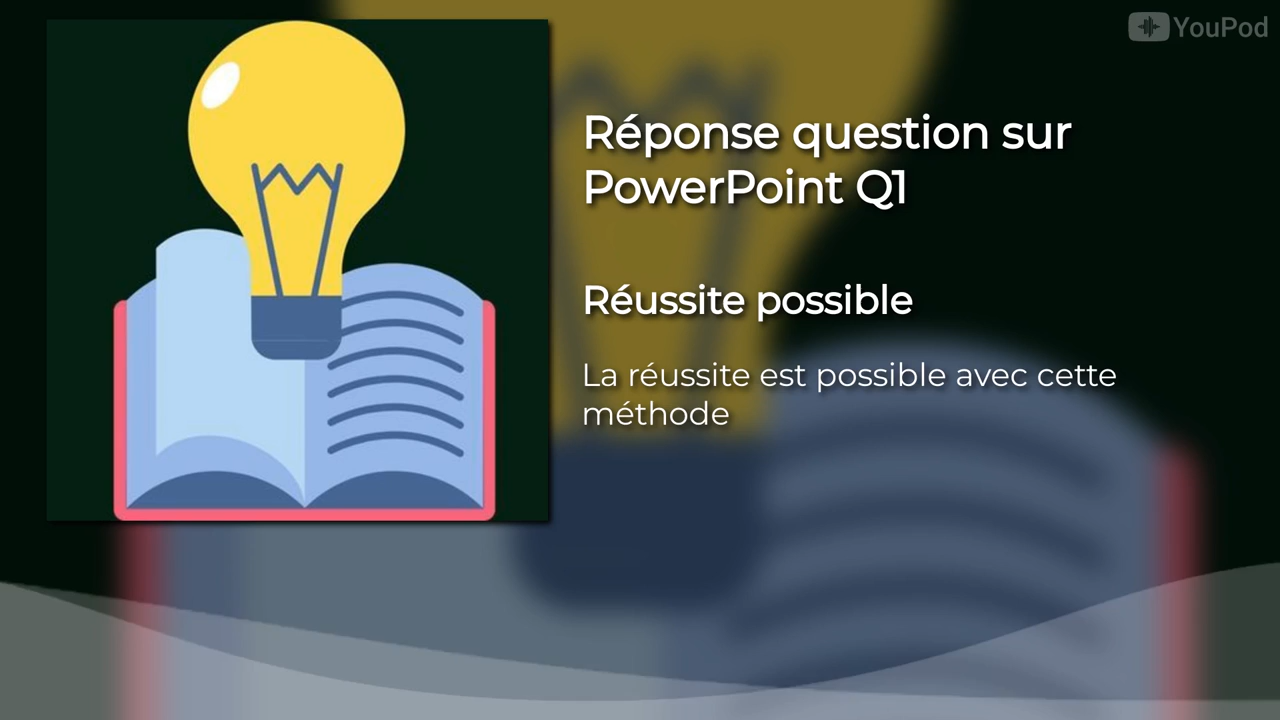 YouPod
Réponse question sur
PowerPoint Q1
Réussite possible
La réussite est possible avec cette
méthode